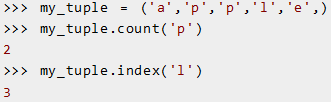 >>> my_tuple = ('a','p','p','l','e',)
>>> my_tuple.count('p')
2
>>> my_tuple.index('l')
3